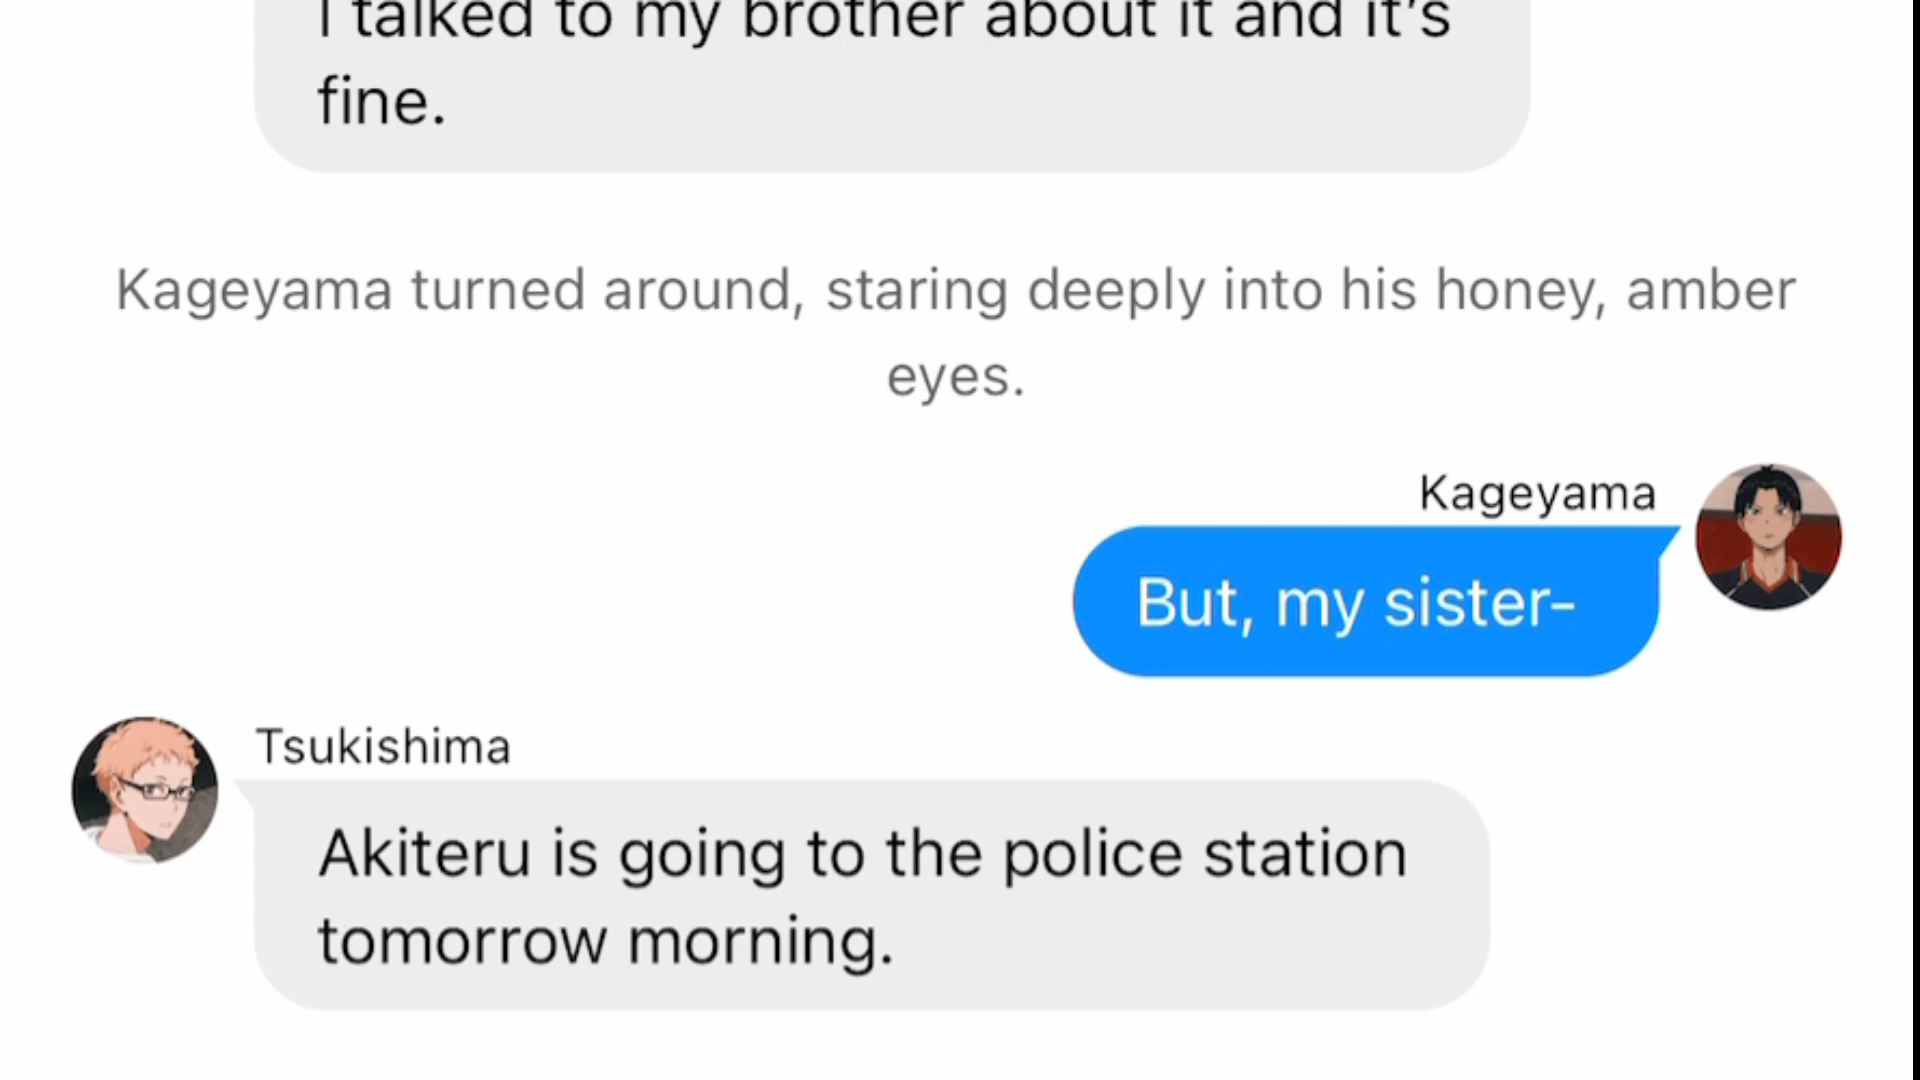 I talked to my brother about it and it's
fine.
Kageyama turned around, staring deeply into his honey, amber
eyes.
Kageyama
But, my sister-
Tsukishima
Akiteru is going to the police station
tomorrow morning.